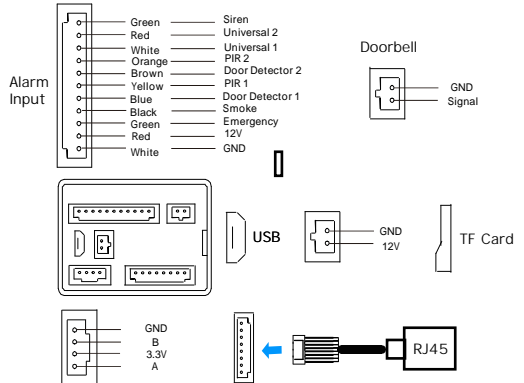 Alarm
Input
Green Siren
Red Universal 2
White Universal 1
Orange PIR 2
Brown Door Detector 2
Yellow PIR 1
Blue Door Detector 1
Black Smoke
Green Emergency
Red 12V
White GND
Doorbell
GND
Signal
USB
GND
12V
TF Card
GND
B
3.3V
A
RJ45